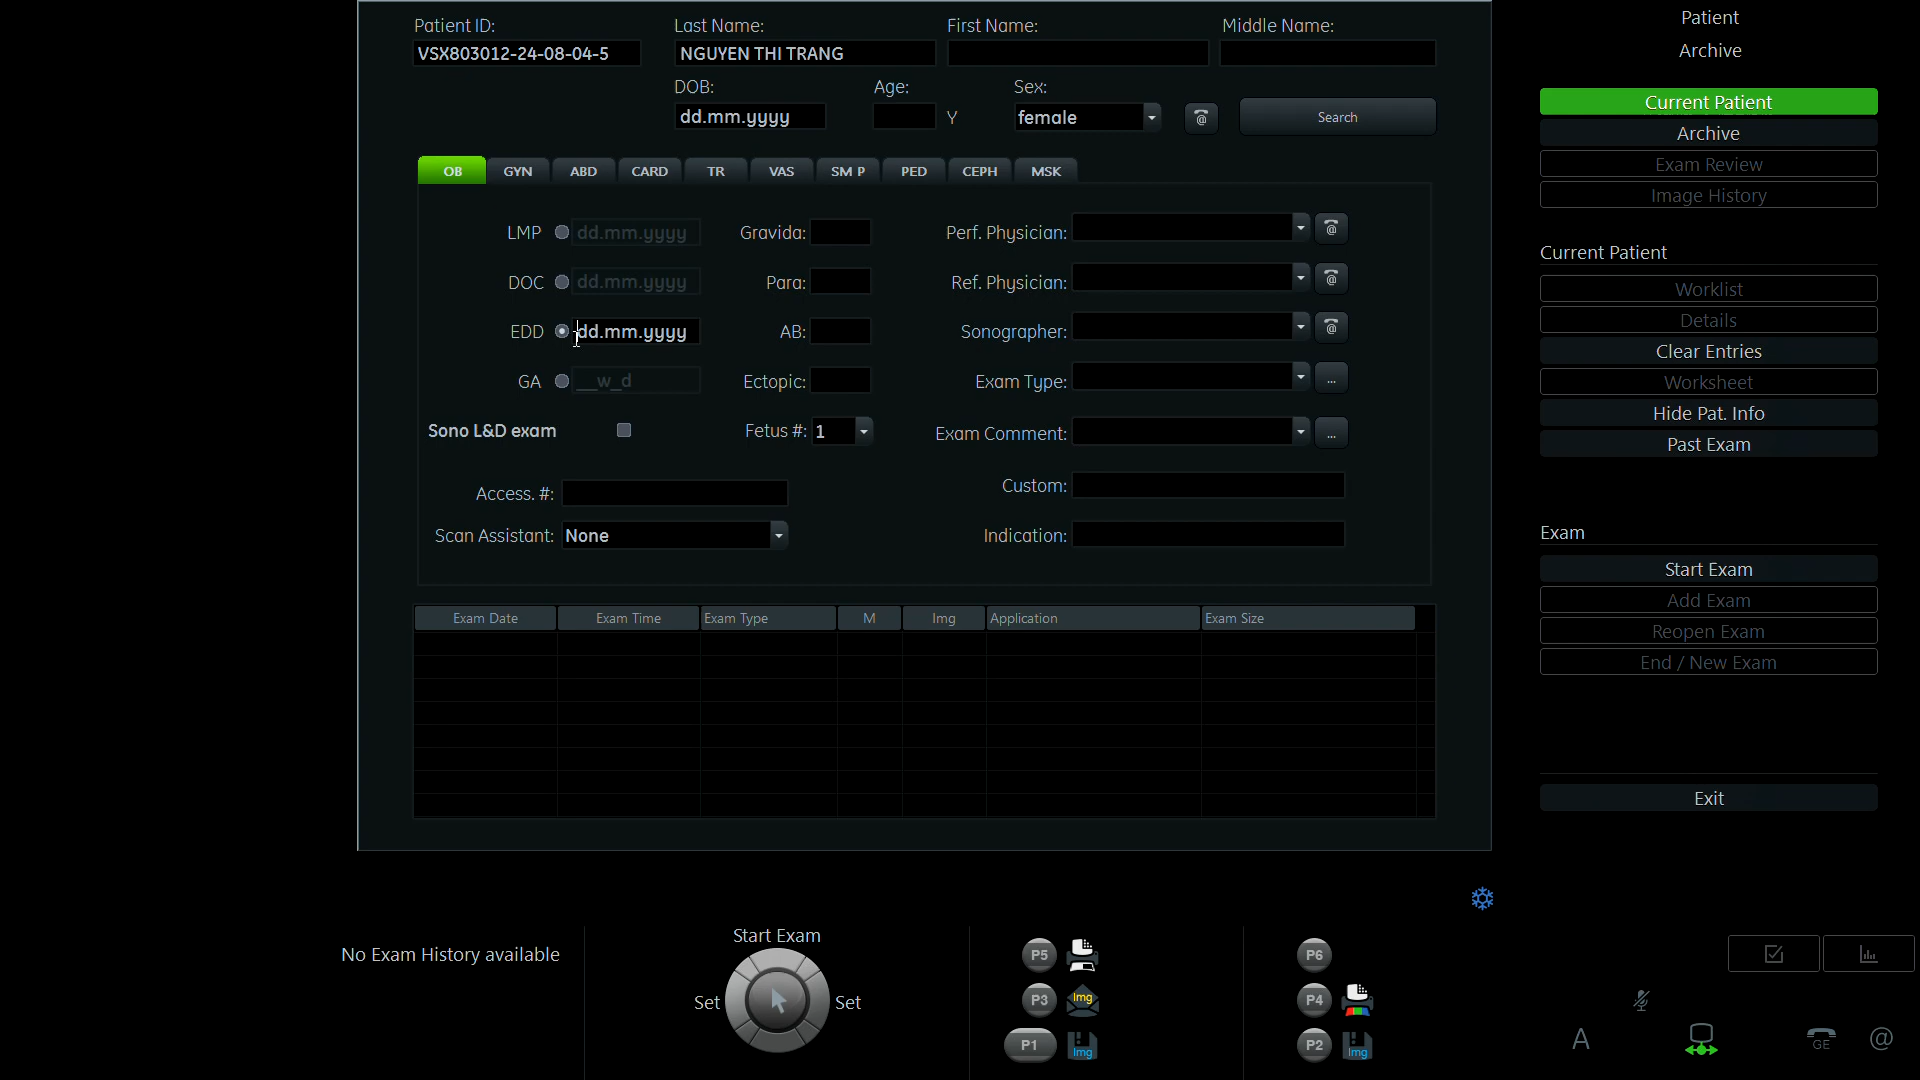 Patient ID: Last Name: First Name: Middle Name:
VSX803012-24-08-04-5 NGUYEN THI TRANG
DOB: Age: Sex:
dd.mm.yyyy Y female @ Search
OB GYN ABD CARD TR VAS SM P PED CEPH MSK
LMP dd.mm.yyyy Gravida: Perf. Physician: @
DOC dd.mm.yyyy Para: Ref. Physician: @
EDD dd.mm.yyyy AB: Sonographer: @
GA __w_d Ectopic: Exam Type: ...
Sono L&D exam Fetus #: 1 Exam Comment: ...
Access. #: Custom:
Scan Assistant: None Indication:
Exam Date Exam Time Exam Type M Img Application Exam Size
Patient
Archive
Current Patient
Archive
Exam Review
Image History
Current Patient
Worklist
Details
Clear Entries
Worksheet
Hide Pat. Info
Past Exam
Exam
Start Exam
Add Exam
Reopen Exam
End / New Exam
Exit
No Exam History available
Start Exam
Set Set
P5
P3 Img
P1 Img
P6
P4
P2 Img
A GE @